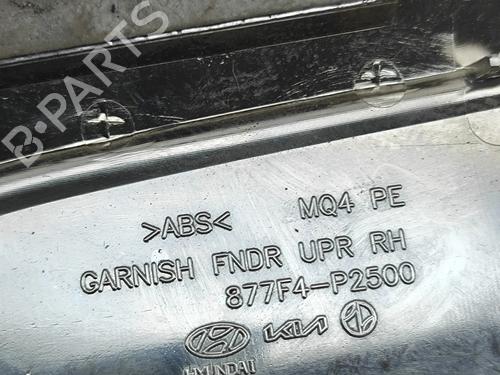 B-PARTS
>ABS< MQ4 PE
GARNISH FNDR UPR RH
877F4-P2500
KIA
HYUNDAI